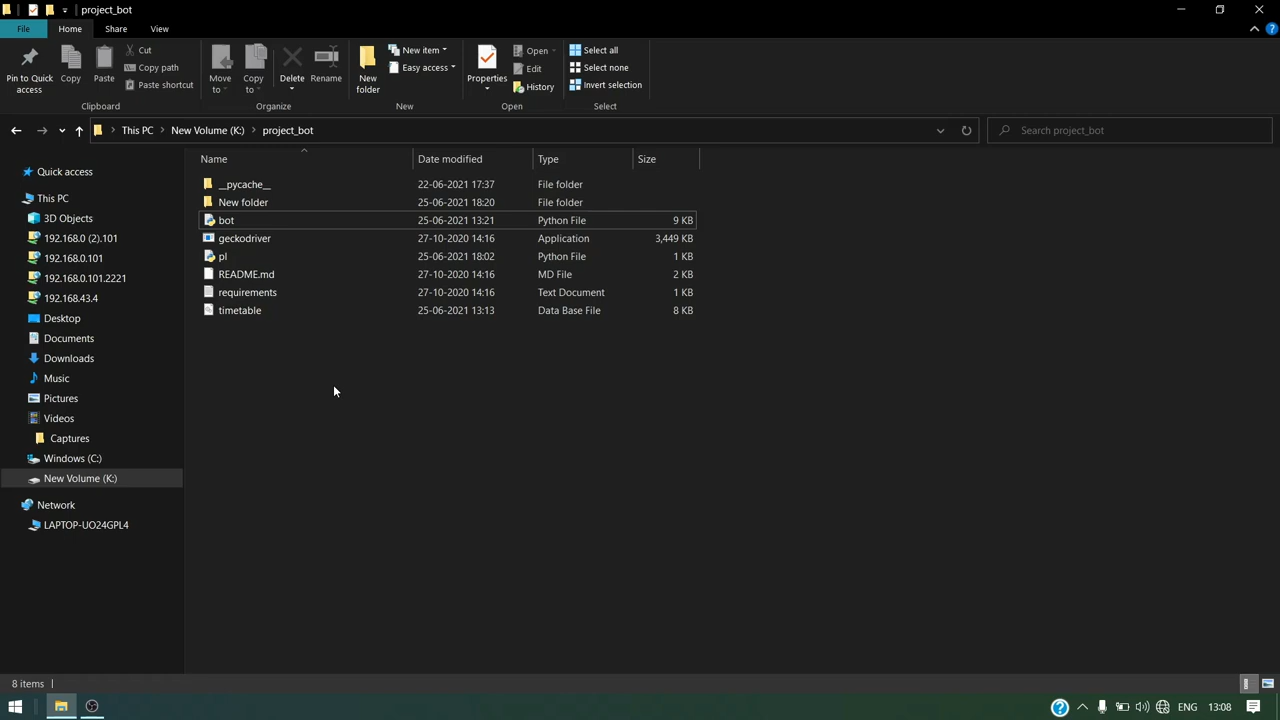 project_bot
File Home Share View
Pin to Quick access
Copy
Paste
Cut
Copy path
Paste shortcut
Clipboard
Move to
Copy to
Delete
Rename
Organize
New folder
New item
Easy access
New
Properties
Open
Edit
History
Open
Select all
Select none
Invert selection
Select
This PC New Volume (K:) project_bot
Search project_bot
Name Date modified Type Size
__pycache__ 22-06-2021 17:37 File folder
New folder 25-06-2021 18:20 File folder
bot 25-06-2021 13:21 Python File 9 KB
geckodriver 27-10-2020 14:16 Application 3,449 KB
pl 25-06-2021 18:02 Python File 1 KB
README.md 27-10-2020 14:16 MD File 2 KB
requirements 27-10-2020 14:16 Text Document 1 KB
timetable 25-06-2021 13:13 Data Base File 8 KB
Quick access
This PC
3D Objects
192.168.0 (2).101
192.168.0.101
192.168.0.101.2221
192.168.43.4
Desktop
Documents
Downloads
Music
Pictures
Videos
Captures
Windows (C:)
New Volume (K:)
Network
LAPTOP-UO24GPL4
8 items
ENG 13:08